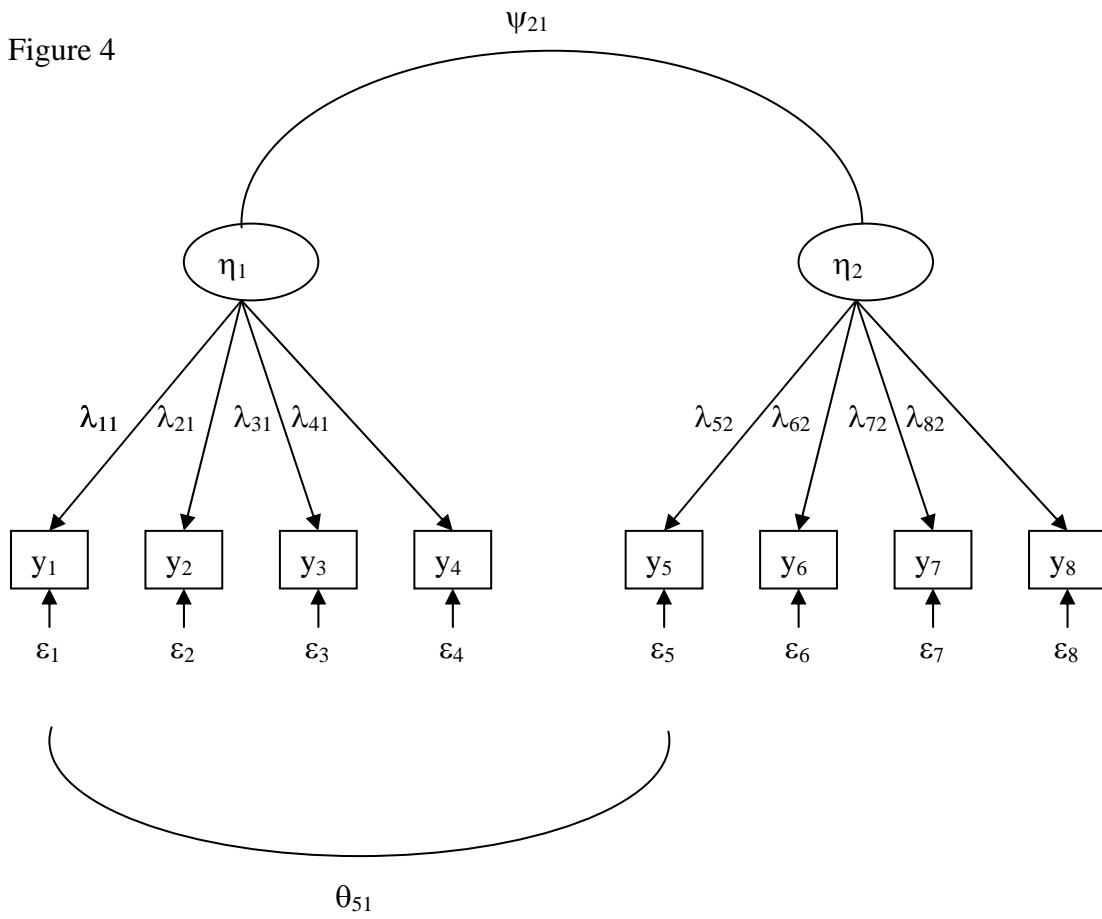 ψ₂₁
Figure 4
η₁ η₂
λ₁₁ λ₂₁ λ₃₁ λ₄₁ λ₅₂ λ₆₂ λ₇₂ λ₈₂
y₁ y₂ y₃ y₄ y₅ y₆ y₇ y₈
ε₁ ε₂ ε₃ ε₄ ε₅ ε₆ ε₇ ε₈
θ₅₁